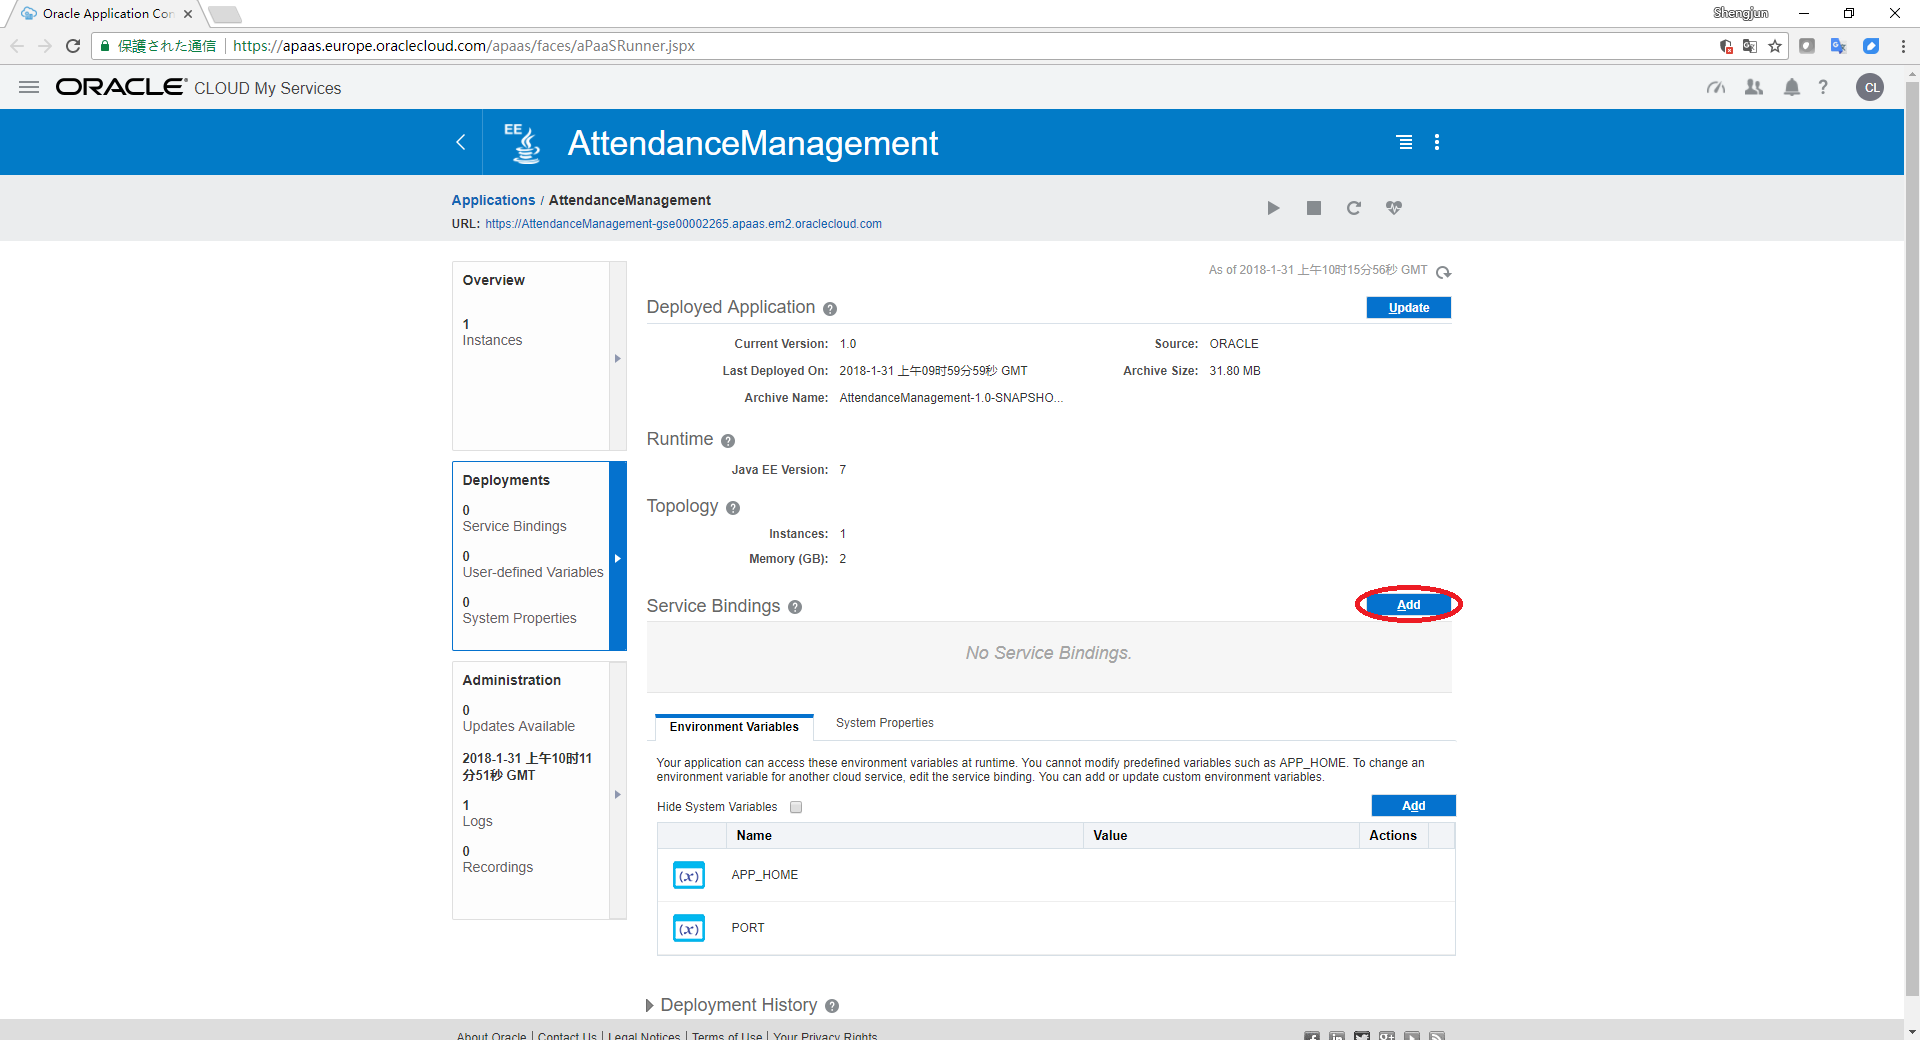 Oracle Application Con
Shengjun
保護された通信 | https://apaas.europe.oraclecloud.com/apaas/faces/aPaaSRunner.jspx
ORACLE® CLOUD My Services
CL
EE
AttendanceManagement
Applications / AttendanceManagement
URL: https://AttendanceManagement-gse00002265.apaas.em2.oraclecloud.com
As of 2018-1-31 上午10时15分56秒 GMT
Overview
1
Instances
Deployments
0
Service Bindings
0
User-defined Variables
0
System Properties
Administration
0
Updates Available
2018-1-31 上午10时11
分51秒 GMT
1
Logs
0
Recordings
Deployed Application ?
Update
Current Version: 1.0
Source: ORACLE
Last Deployed On: 2018-1-31 上午09时59分59秒 GMT
Archive Size: 31.80 MB
Archive Name: AttendanceManagement-1.0-SNAPSHO...
Runtime ?
Java EE Version: 7
Topology ?
Instances: 1
Memory (GB): 2
Service Bindings ?
Add
No Service Bindings.
Environment Variables
System Properties
Your application can access these environment variables at runtime. You cannot modify predefined variables such as APP_HOME. To change an
environment variable for another cloud service, edit the service binding. You can add or update custom environment variables.
Hide System Variables
Add
Name Value Actions
(x) APP_HOME
(x) PORT
Deployment History ?
About Oracle | Contact Us | Legal Notices | Terms of Use | Your Privacy Rights